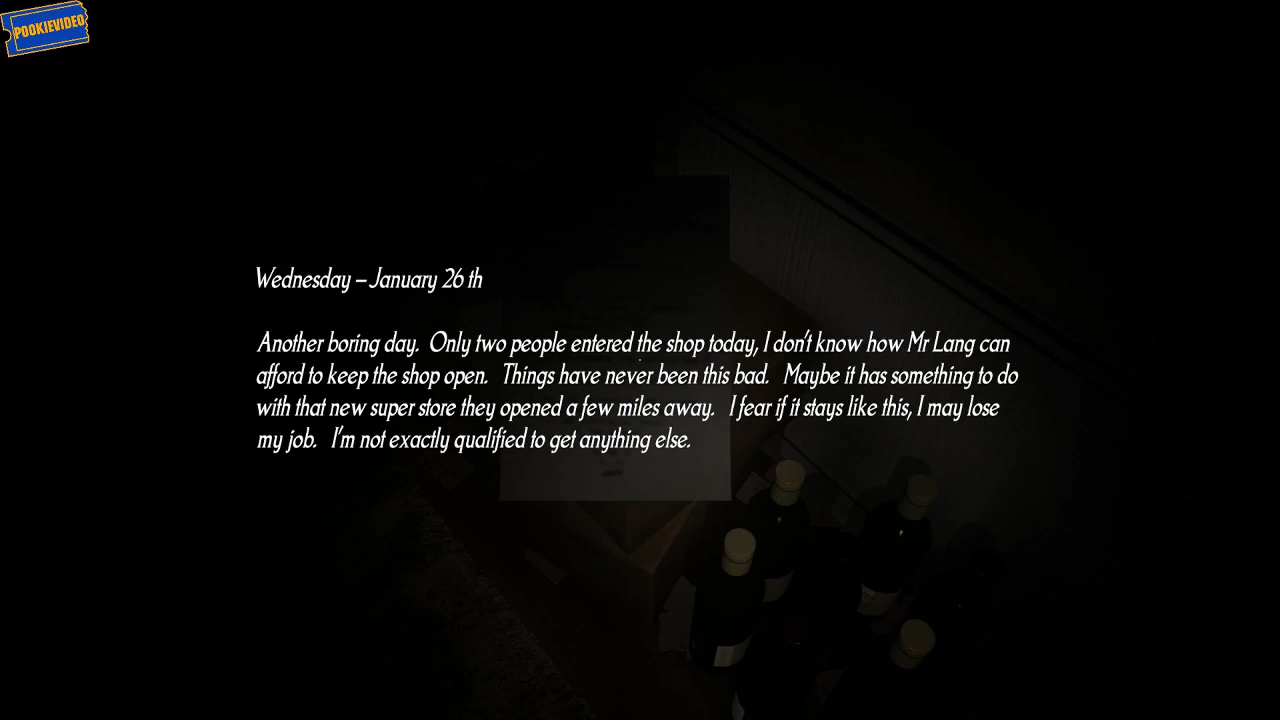 POOKIEVIDEO
Wednesday – January 26 th
Another boring day.  Only two people entered the shop today, I don't know how Mr Lang can
afford to keep the shop open.  Things have never been this bad.  Maybe it has something to do
with that new super store they opened a few miles away.  I fear if it stays like this, I may lose
my job.  I'm not exactly qualified to get anything else.